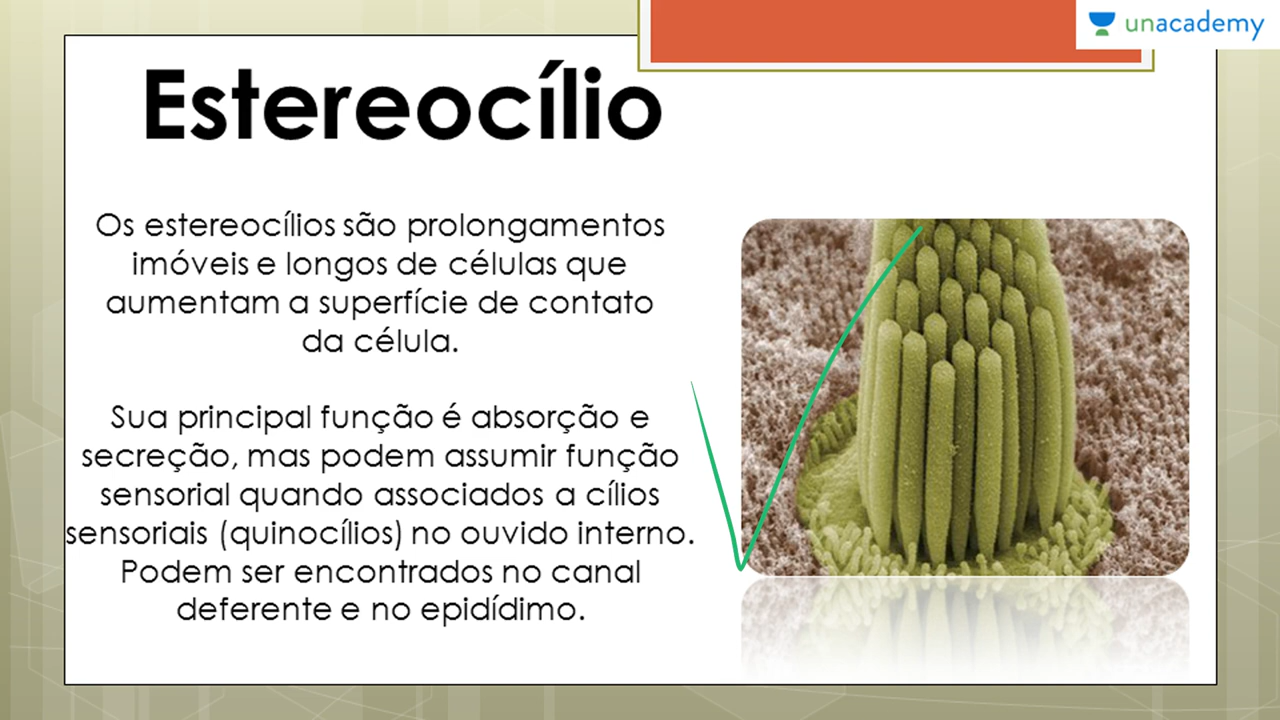 unacademy
Estereocílio
Os estereocílios são prolongamentos
imóveis e longos de células que
aumentam a superfície de contato
da célula.
Sua principal função é absorção e
secreção, mas podem assumir função
sensorial quando associados a cílios
sensoriais (quinocílios) no ouvido interno.
Podem ser encontrados no canal
deferente e no epidídimo.